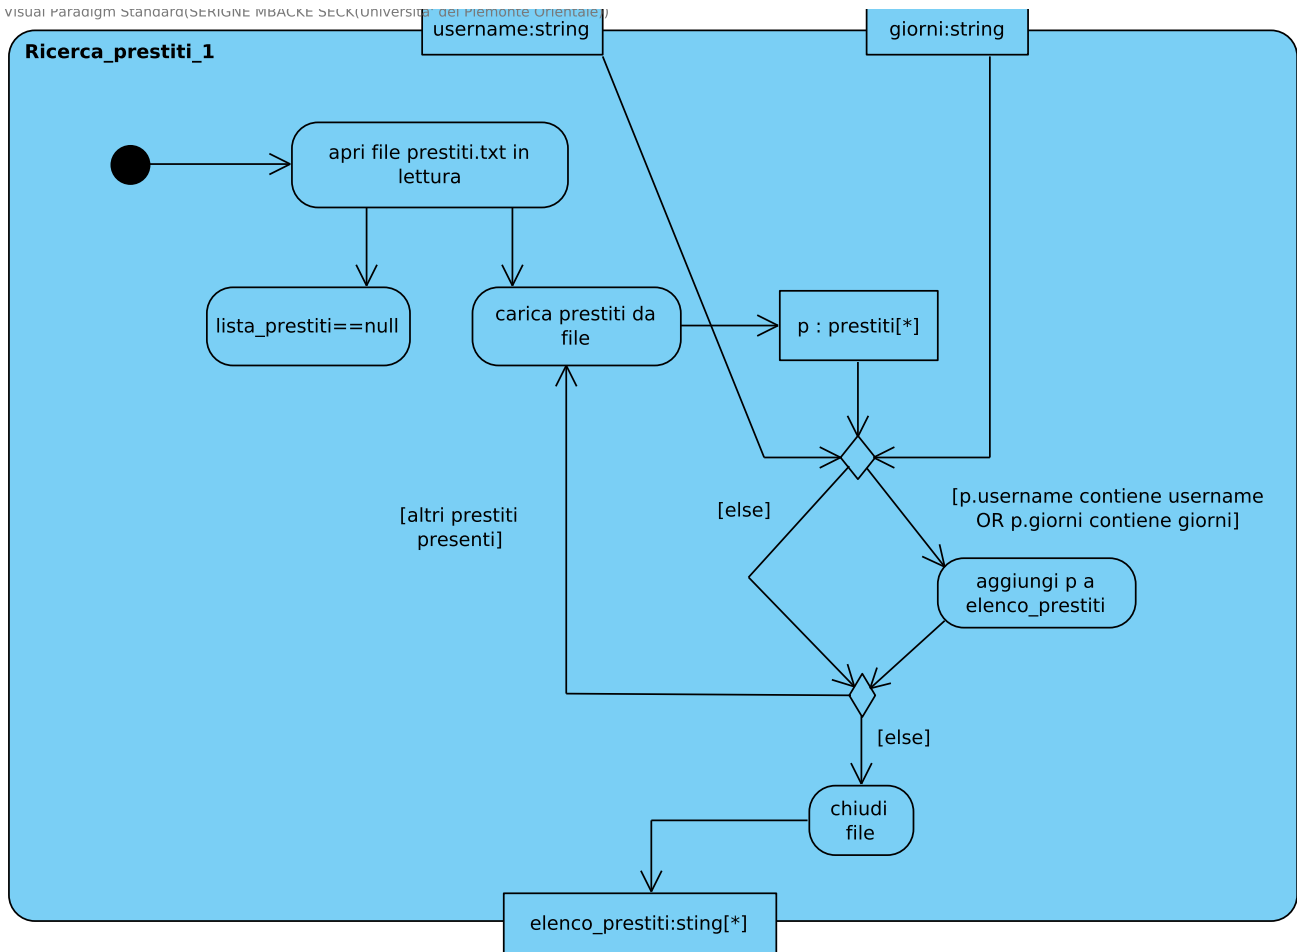 Visual Paradigm Standard(SERIGNE MBACKE SECK(Universita' del Piemonte Orientale))
username:string
giorni:string
Ricerca_prestiti_1
apri file prestiti.txt in
lettura
lista_prestiti==null
carica prestiti da
file
p : prestiti[*]
[p.username contiene username
OR p.giorni contiene giorni]
[else]
[altri prestiti
presenti]
aggiungi p a
elenco_prestiti
[else]
chiudi
file
elenco_prestiti:sting[*]